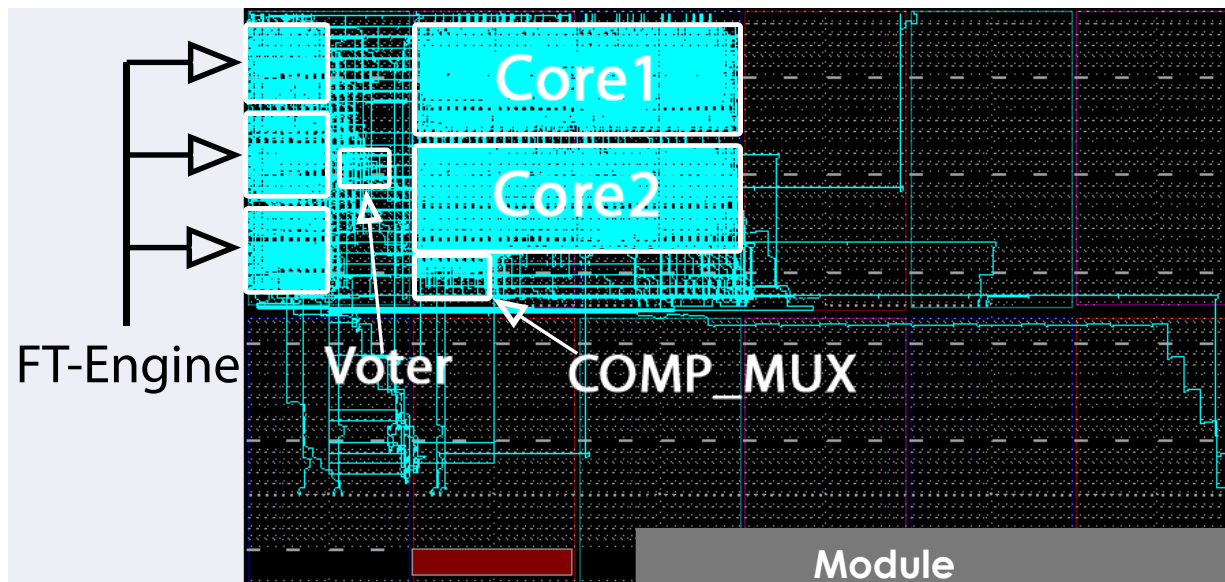 Core1
Core2
FT-Engine
Voter
COMP_MUX
Module